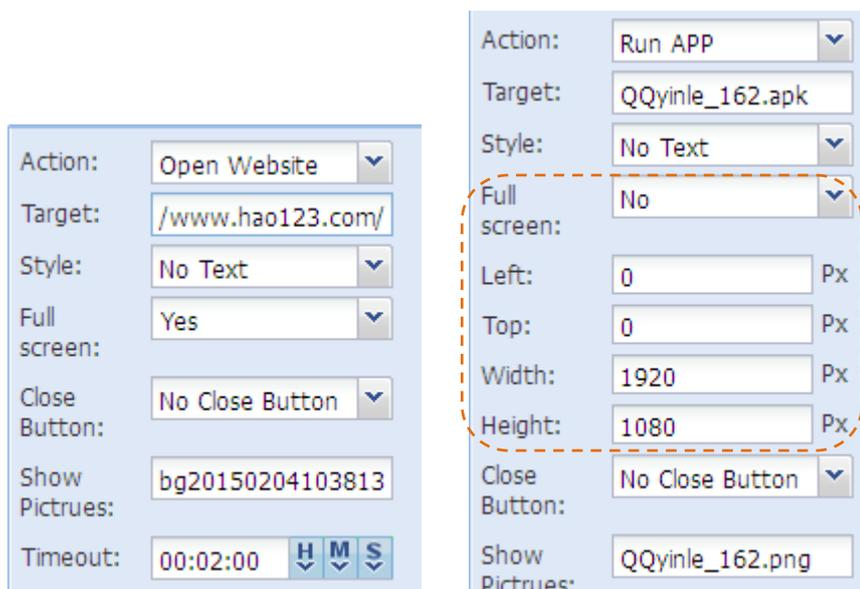 Action: Open Website
Target: /www.hao123.com/
Style: No Text
Full
screen: Yes
Close
Button: No Close Button
Show
Pictrues: bg20150204103813
Timeout: 00:02:00 H M S
Action: Run APP
Target: QQyinle_162.apk
Style: No Text
Full
screen: No
Left: 0 Px
Top: 0 Px
Width: 1920 Px
Height: 1080 Px
Close
Button: No Close Button
Show
Pictrues: QQyinle_162.png